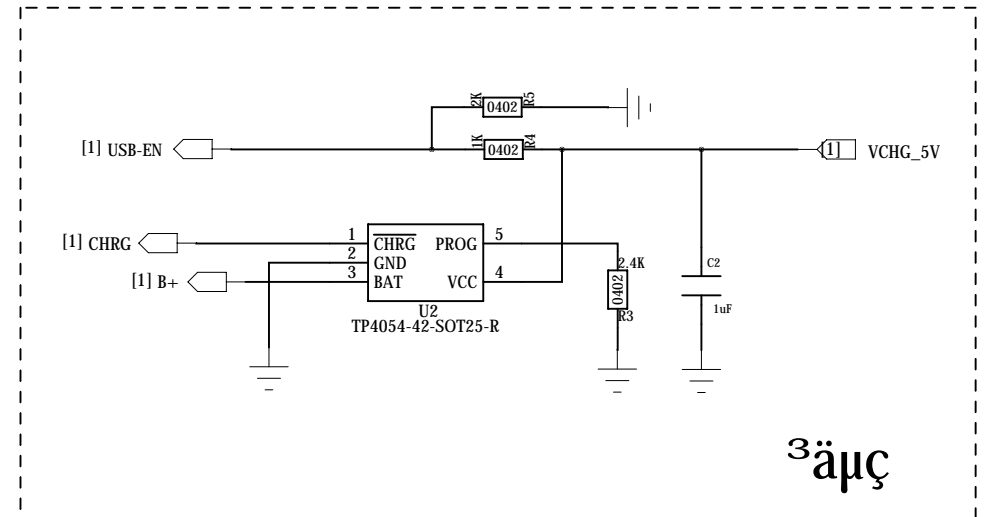 2K 0402 R5
[1] USB-EN 1K 0402 R4 [1] VCHG_5V
[1] CHRG 1 CHRG PROG 5
2 GND
[1] B+ 3 BAT VCC 4
U2
TP4054-42-SOT25-R
2.4K
0402
R3
C2
1uF
³äµç